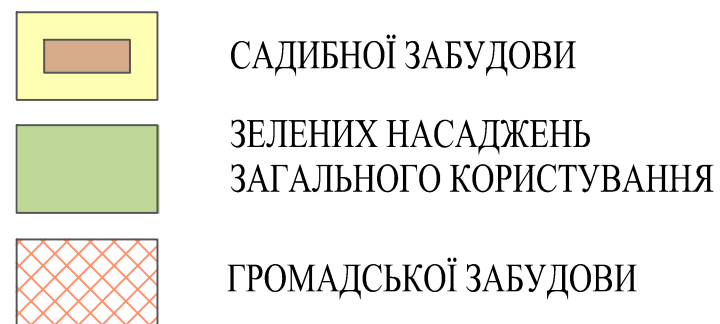 САДИБНОЇ ЗАБУДОВИ
ЗЕЛЕНИХ НАСАДЖЕНЬ
ЗАГАЛЬНОГО КОРИСТУВАННЯ
ГРОМАДСЬКОЇ ЗАБУДОВИ